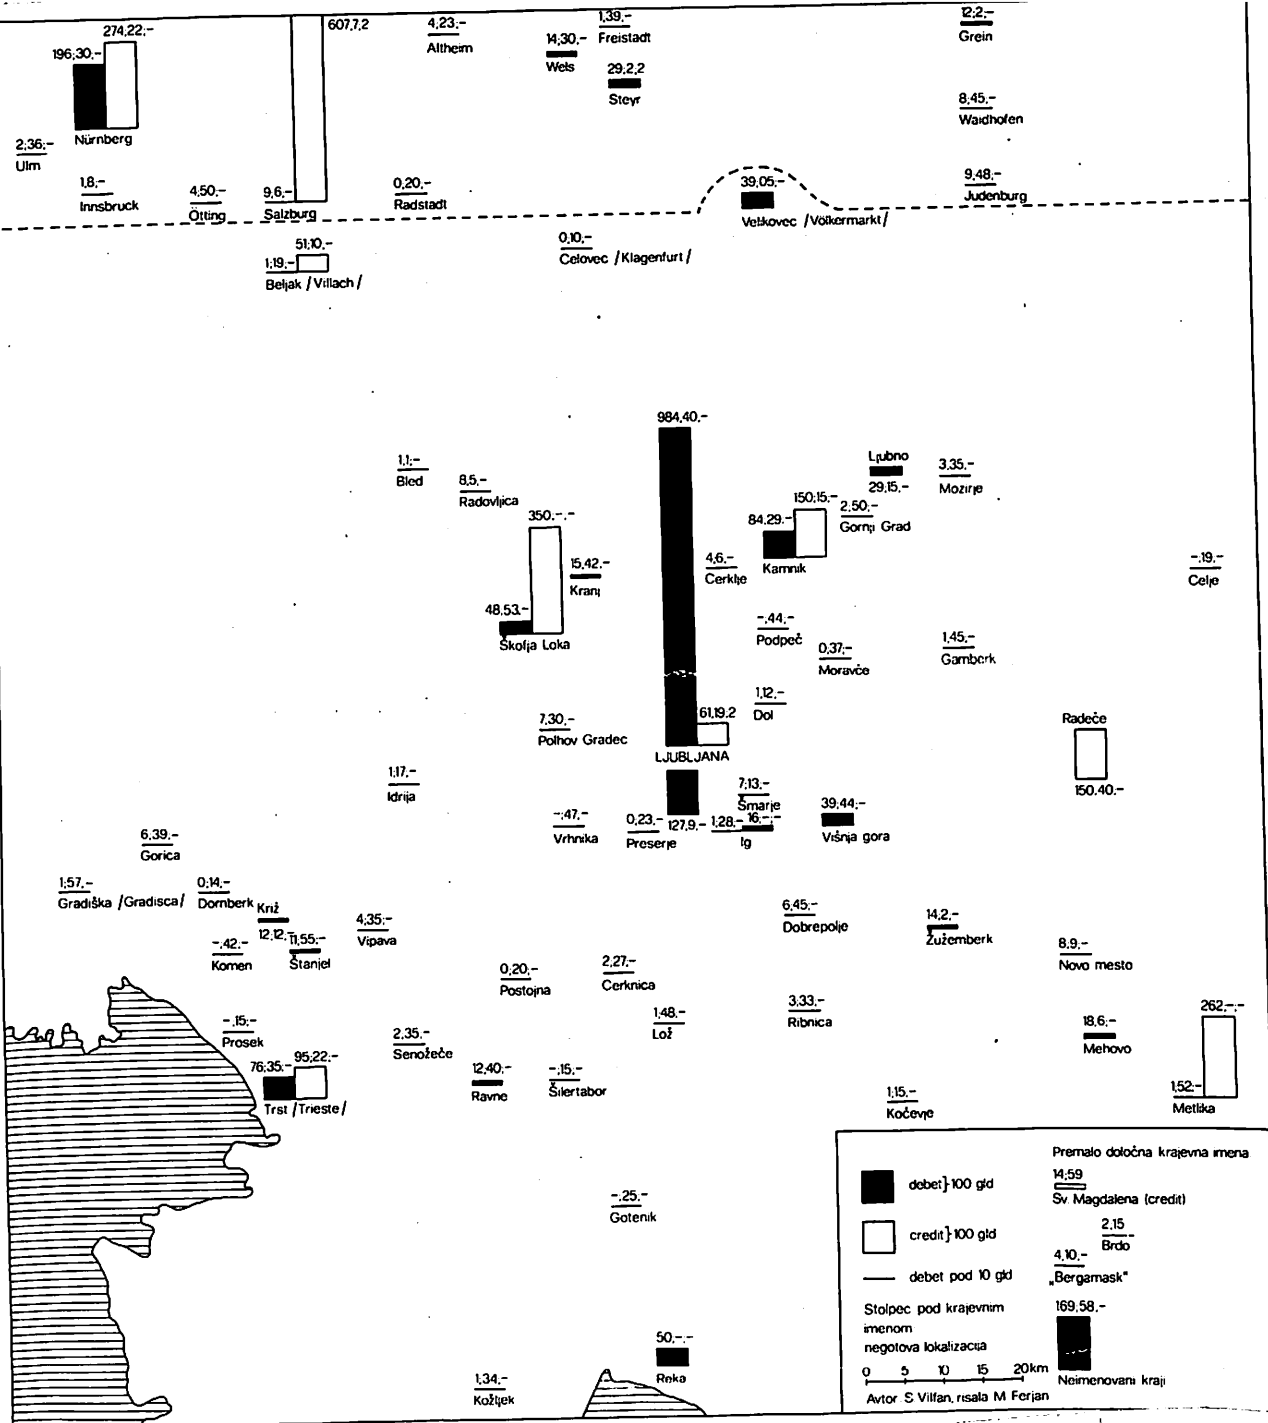 196;30,-
274,22;-
Nürnberg
607,7,2
4,23;-
Altheim
14;30,-
Wels
1,39,-
Freistadt
29;2,2
Steyr
12;2;-
Grein
8,45,-
Waidhofen
2;36;-
Ulm
1,8;-
Innsbruck
4,50,-
Ötting
9,6;-
Salzburg
0,20,-
Radstadt
39,05,-
Velikovec /Völkermarkt/
9,48,-
Judenburg
51;10,-
1;19,-
Beljak /Villach/
0,10,-
Celovec /Klagenfurt/
984,40,-
1,1;-
Bled
8,5,-
Radovljica
Ljubno
29,15,-
3,35,-
Mozirje
350,-,-
48,53,-
Škofja Loka
15,42,-
Kranj
4,6,-
Cerklje
84,29,-
150;15,-
Kamnik
2,50,-
Gornji Grad
-,19,-
Celje
-,44;-
Podpeč
0,37;-
Moravče
1,45,-
Gamberk
7,30,-
Polhov Gradec
61,19;2
LJUBLJANA
1,12,-
Dol
Radeče
150,40,-
1;17,-
Idrija
-;47,-
Vrhnika
0,23,-
Preserje
127,9,-
7;13,-
Šmarje
1;28,-
16,-;-
Ig
39;44;-
Višnja gora
6,39,-
Gorica
1;57,-
Gradiška /Gradisca/
0;14,-
Dornberk
Križ
12;12,-
4;35;-
Vipava
-,42;-
Komen
11,55;-
Štanjel
6,45;-
Dobrepolje
14,2,-
Žužemberk
8,9,-
Novo mesto
0,20,-
Postojna
2,27,-
Cerknica
1,48,-
Lož
3,33,-
Ribnica
-,15;-
Prosek
2,35,-
Senožeče
18,6;-
Mehovo
262,-;-
1,52;-
Metlika
76;35;-
95;22;-
Trst /Trieste/
12,40,-
Ravne
-,15;-
Šilertabor
1;15,-
Kočevje
-,25,-
Gotenik
50,-;-
Reka
1,34,-
Kožljek
debet}100 gld
credit}100 gld
debet pod 10 gld
Stolpec pod krajevnim
imenom
negotova lokalizacija
0 5 10 15 20km
Avtor S Vilfan, risala M Ferjan
Premalo določna krajevna imena
14;59
Sv. Magdalena (credit)
2,15
Brdo
4,10,-
„Bergamask“
169,58,-
Neimenovani kraji